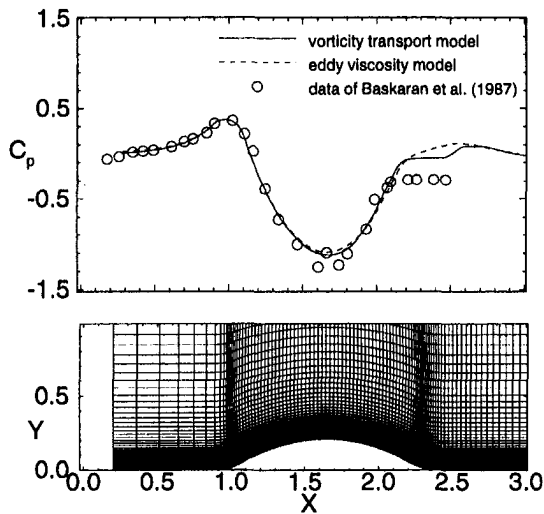 1.5
vorticity transport model
eddy viscosity model
data of Baskaran et al. (1987)
0.5
Cp
-0.5
-1.5
0.5
Y
0.0
0.0 0.5 1.0 1.5 2.0 2.5 3.0
X